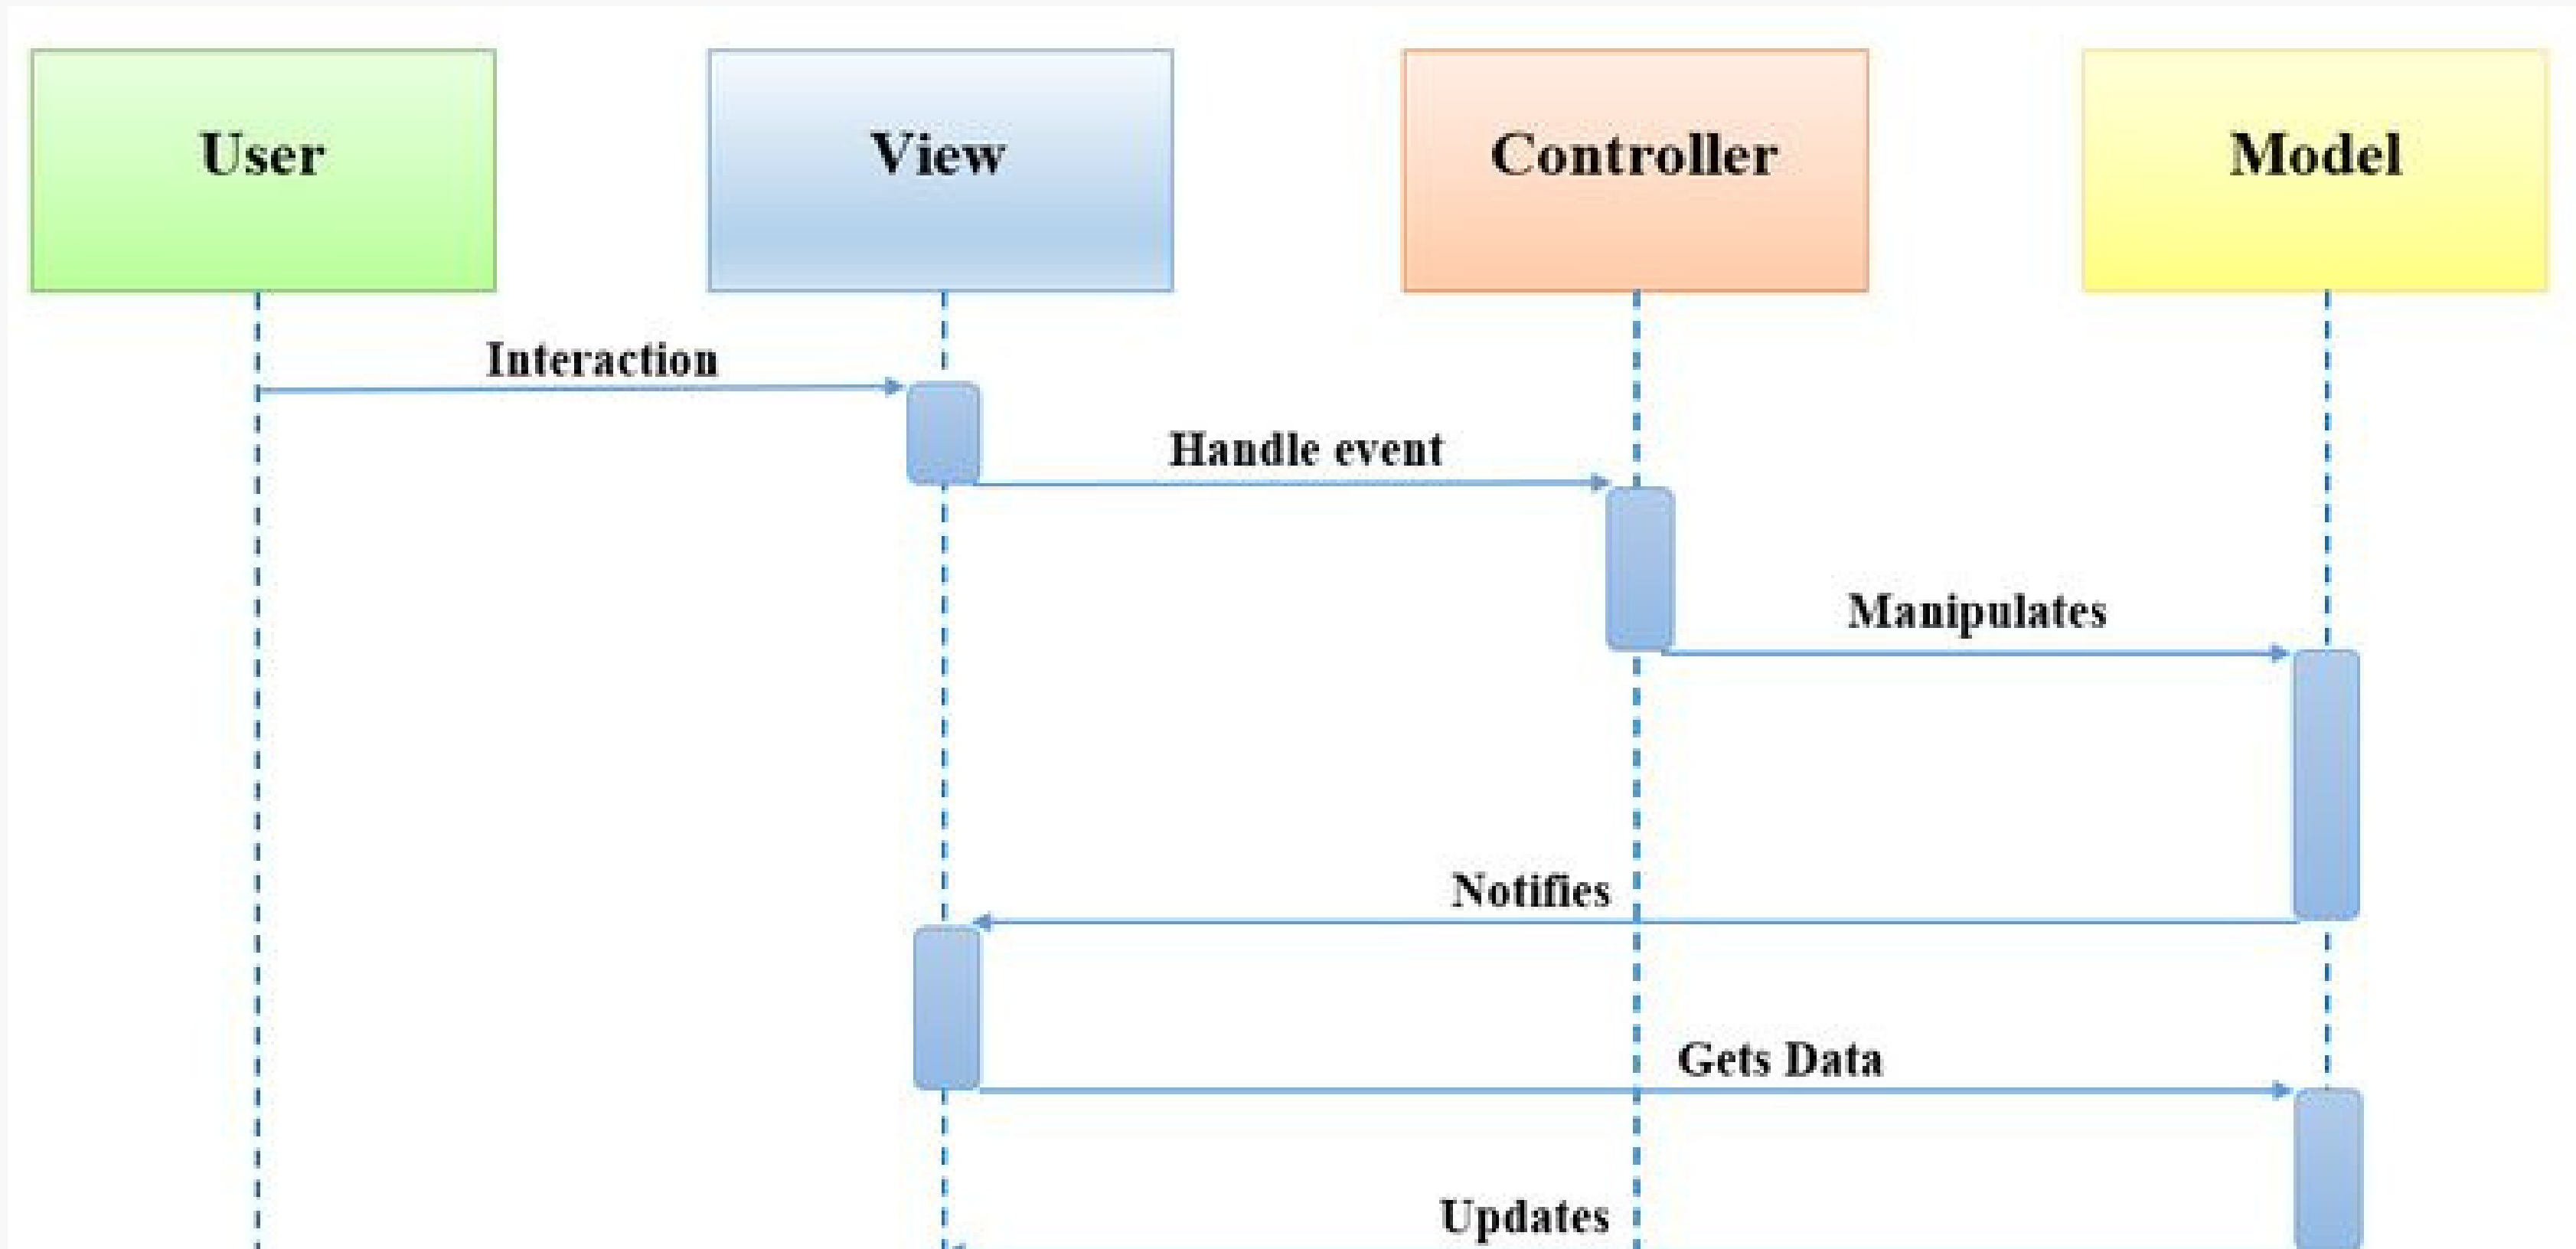 User
View
Controller
Model
Interaction
Handle event
Manipulates
Notifies
Gets Data
Updates